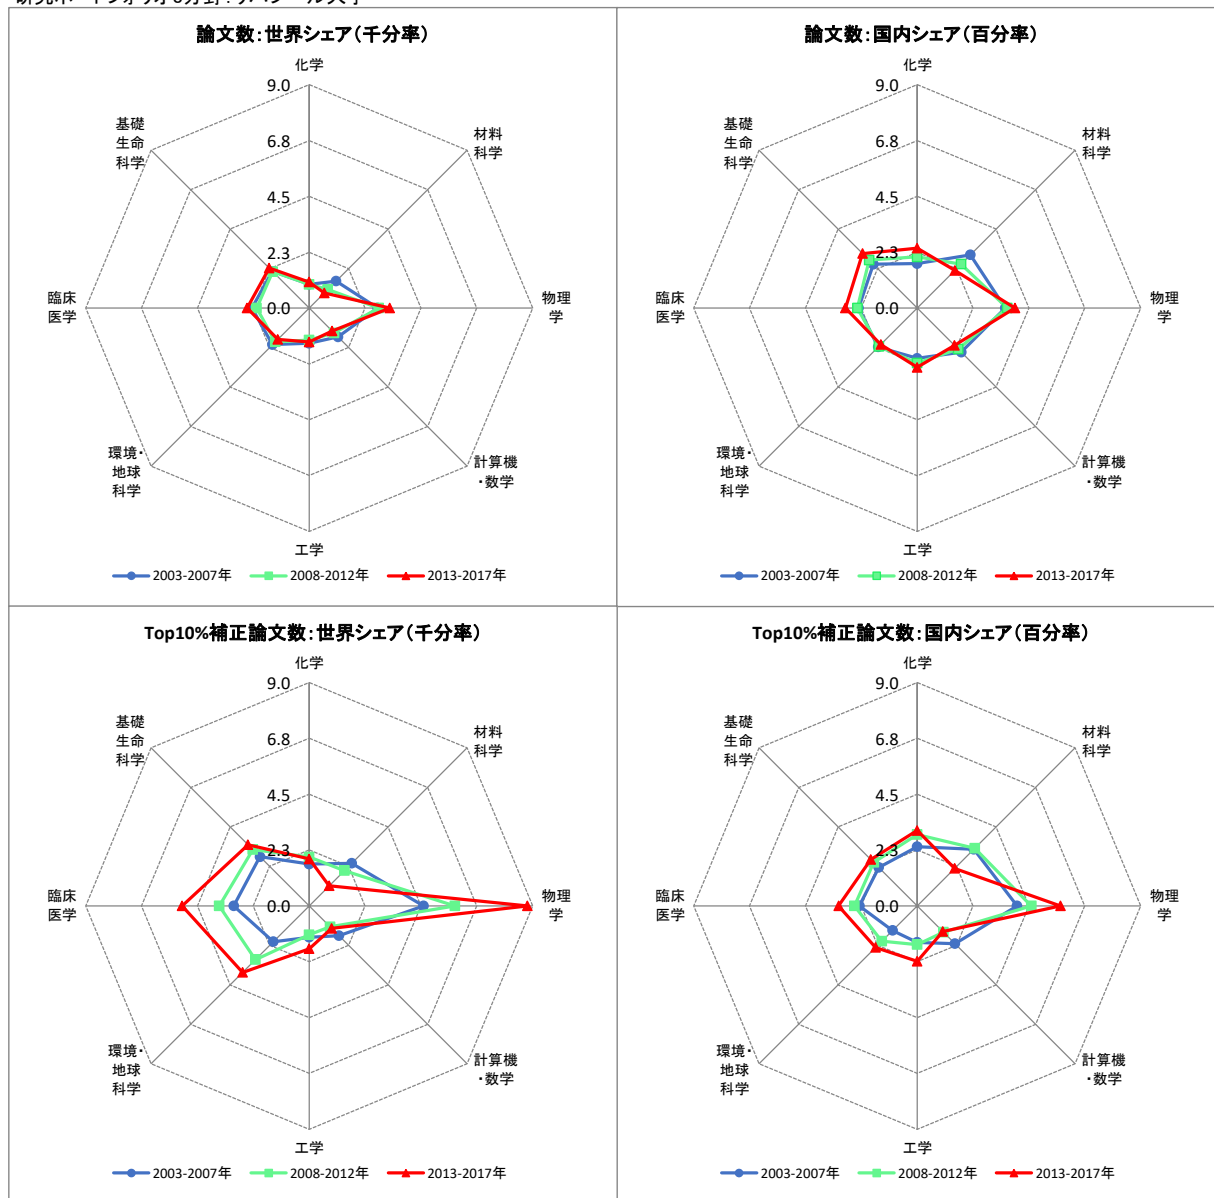 論文数：世界シェア（千分率）
化学
9.0
6.8
4.5
2.3
0.0
材料
科学
物理
学
計算機
・数学
工学
環境・
地球
科学
臨床
医学
基礎
生命
科学
2003-2007年 2008-2012年 2013-2017年
論文数：国内シェア（百分率）
化学
9.0
6.8
4.5
2.3
0.0
材料
科学
物理
学
計算機
・数学
工学
環境・
地球
科学
臨床
医学
基礎
生命
科学
2003-2007年 2008-2012年 2013-2017年
Top10%補正論文数：世界シェア（千分率）
化学
9.0
6.8
4.5
2.3
0.0
材料
科学
物理
学
計算機
・数学
工学
環境・
地球
科学
臨床
医学
基礎
生命
科学
2003-2007年 2008-2012年 2013-2017年
Top10%補正論文数：国内シェア（百分率）
化学
9.0
6.8
4.5
2.3
0.0
材料
科学
物理
学
計算機
・数学
工学
環境・
地球
科学
臨床
医学
基礎
生命
科学
2003-2007年 2008-2012年 2013-2017年